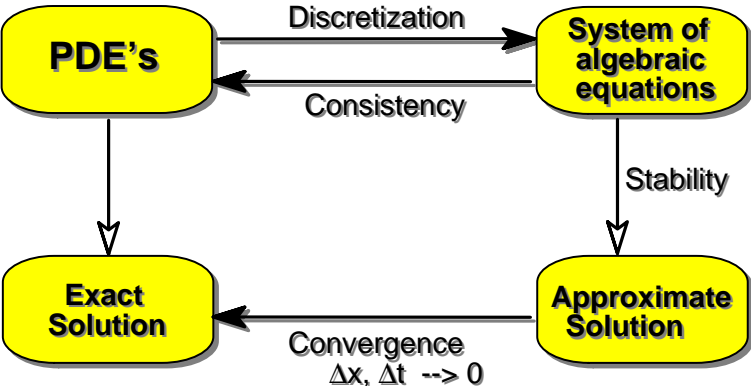 Discretization
PDE's
System of
algebraic
equations
Consistency
Stability
Exact
Solution
Approximate
Solution
Convergence
Δx, Δt --> 0